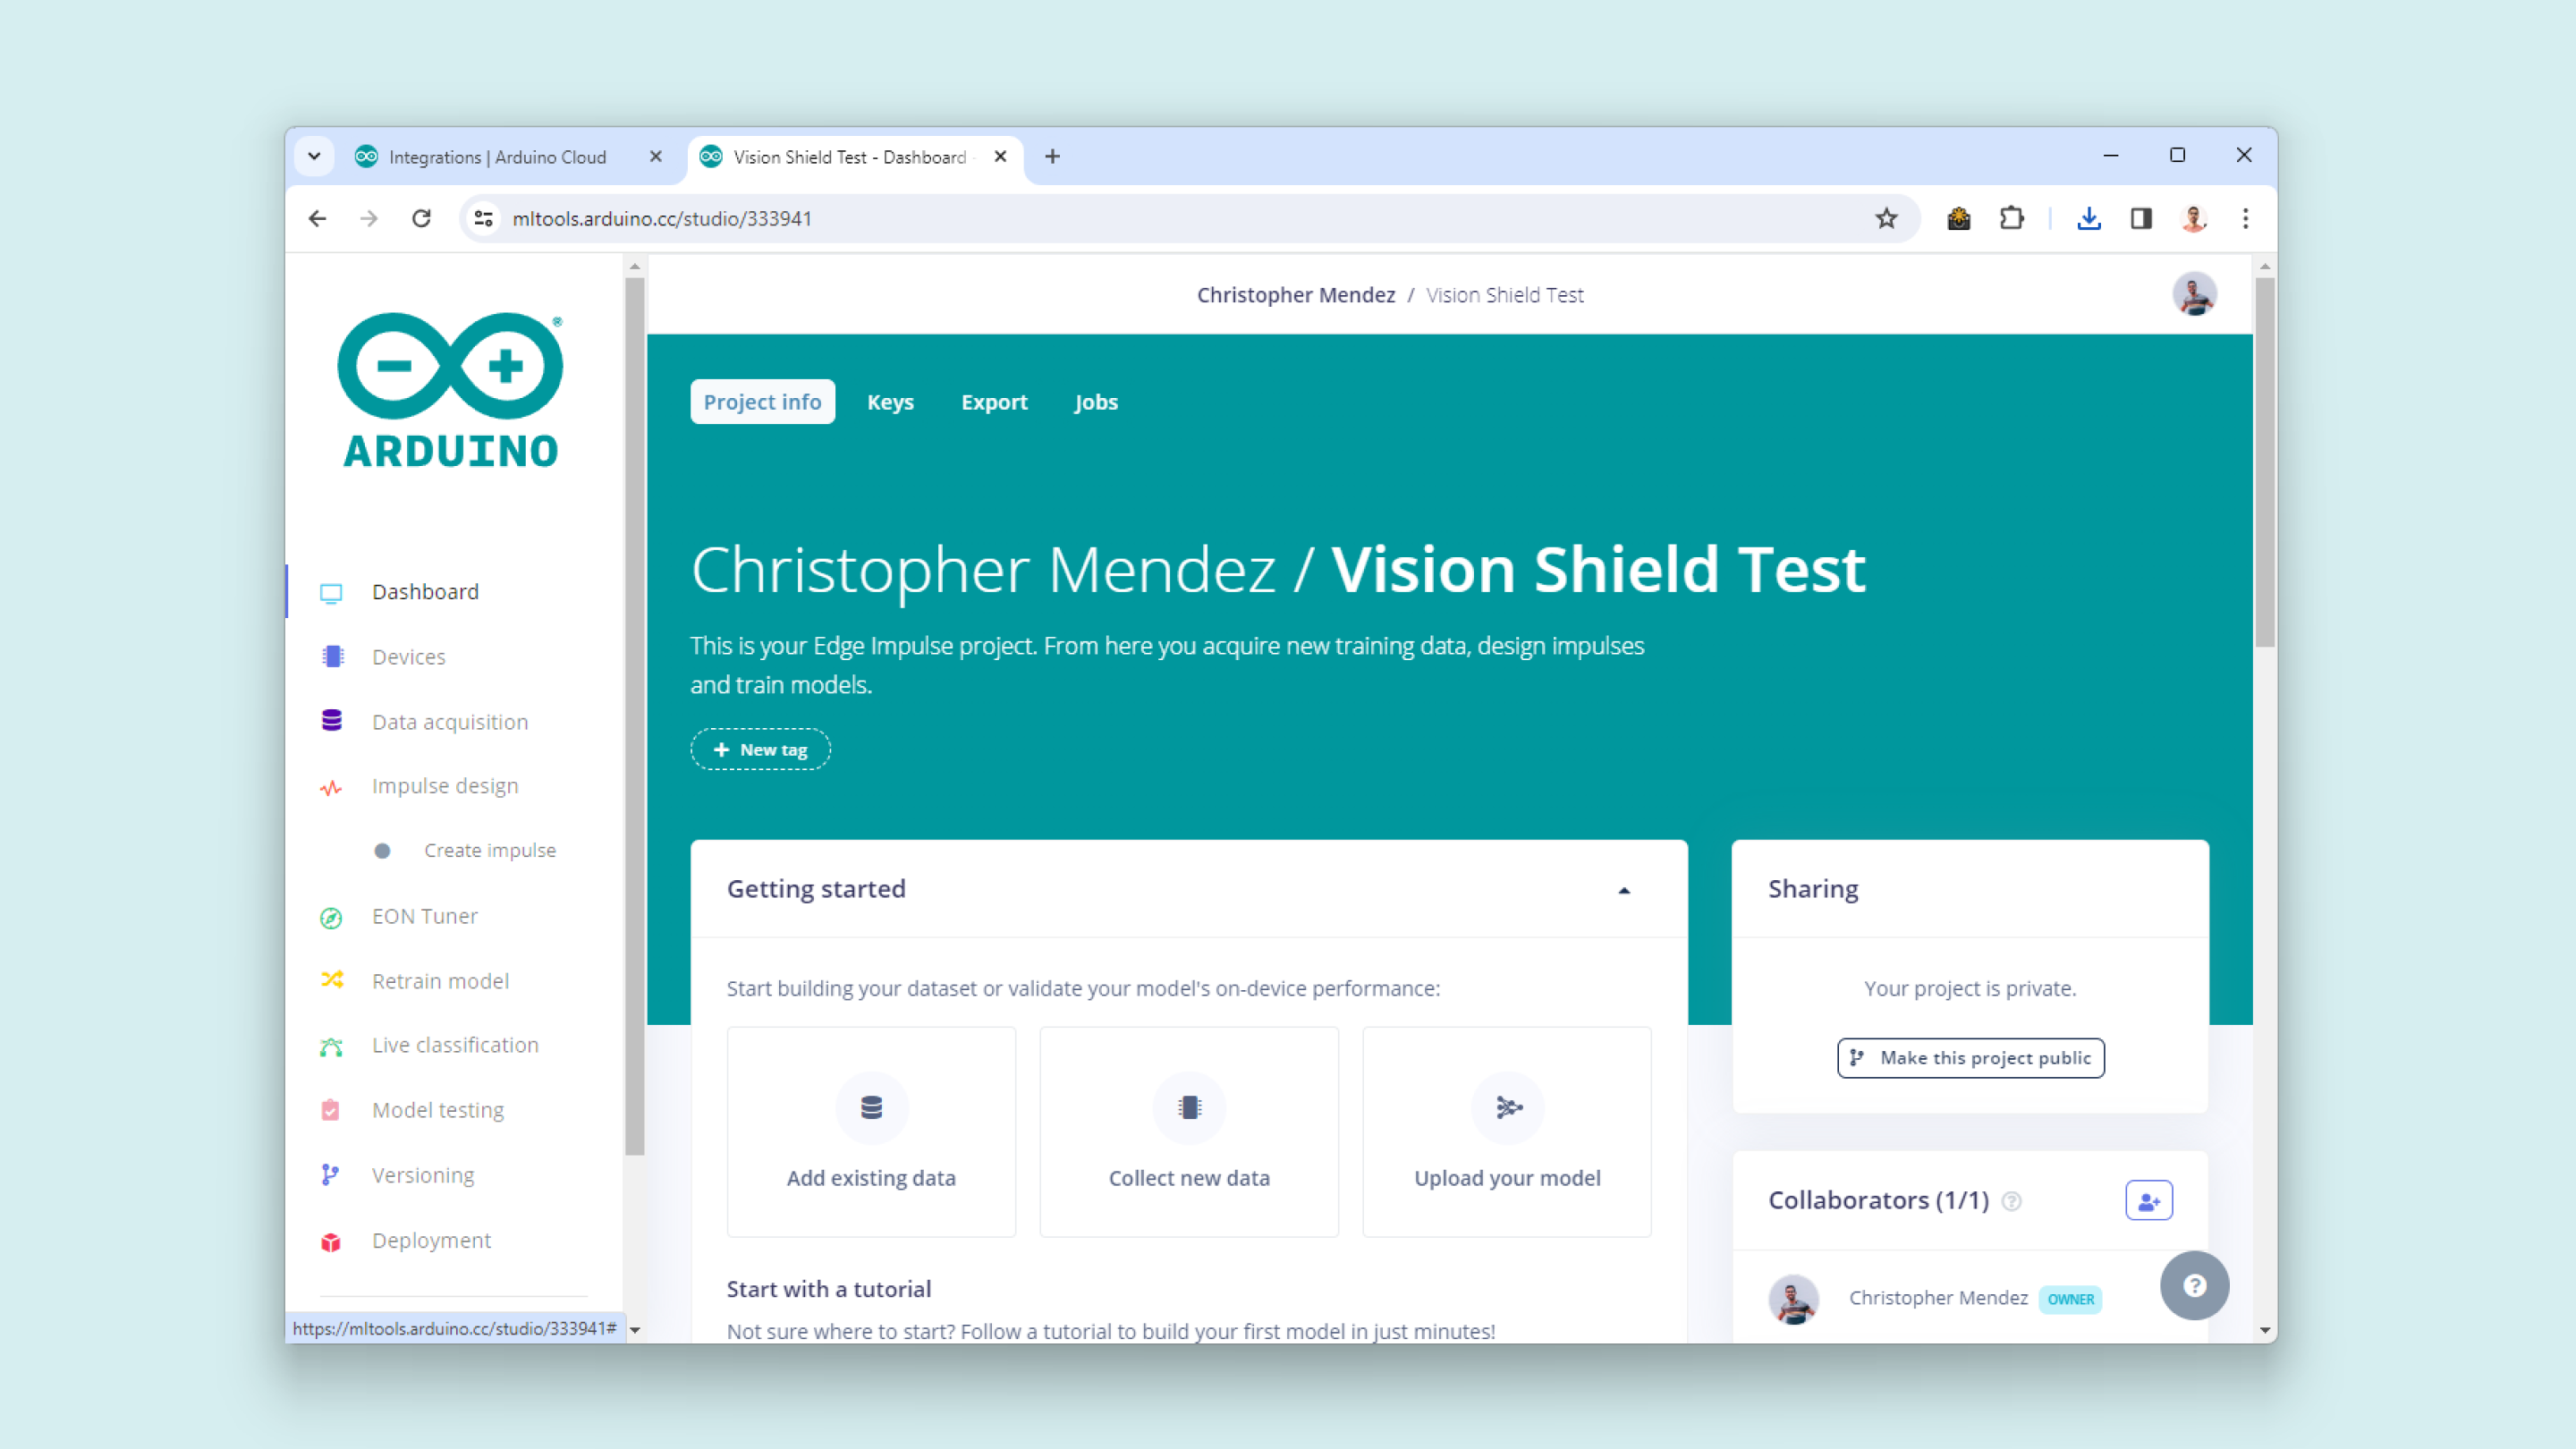 Integrations | Arduino Cloud
Vision Shield Test - Dashboard -
mltools.arduino.cc/studio/333941
ARDUINO
Dashboard
Devices
Data acquisition
Impulse design
Create impulse
EON Tuner
Retrain model
Live classification
Model testing
Versioning
Deployment
https://mltools.arduino.cc/studio/333941#
Christopher Mendez / Vision Shield Test
Project info
Keys
Export
Jobs
Christopher Mendez / Vision Shield Test
This is your Edge Impulse project. From here you acquire new training data, design impulses
and train models.
+ New tag
Getting started
Start building your dataset or validate your model's on-device performance:
Add existing data
Collect new data
Upload your model
Start with a tutorial
Not sure where to start? Follow a tutorial to build your first model in just minutes!
Sharing
Your project is private.
Make this project public
Collaborators (1/1)
Christopher Mendez OWNER